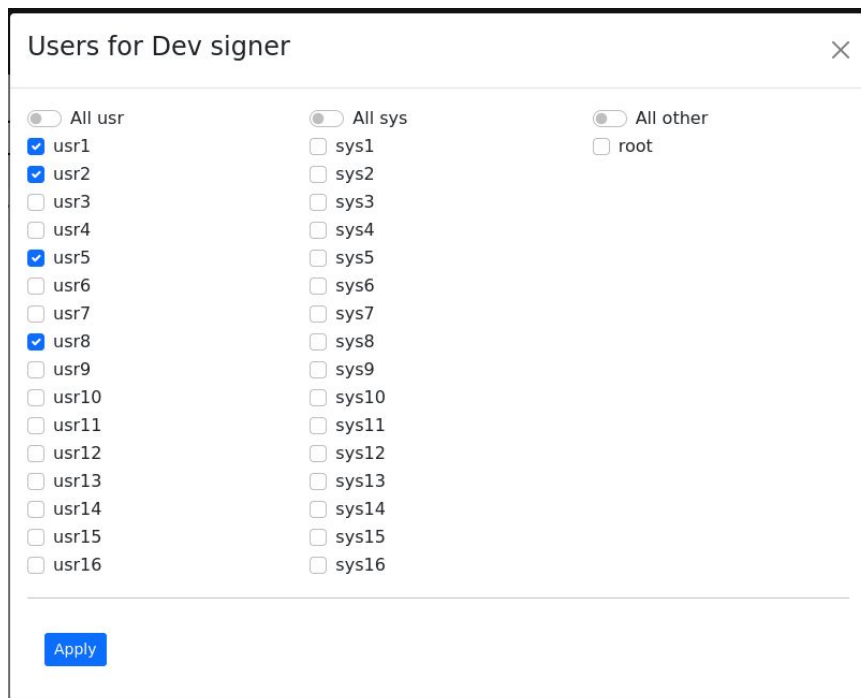 Users for Dev signer
All usr
usr1
usr2
usr3
usr4
usr5
usr6
usr7
usr8
usr9
usr10
usr11
usr12
usr13
usr14
usr15
usr16
All sys
sys1
sys2
sys3
sys4
sys5
sys6
sys7
sys8
sys9
sys10
sys11
sys12
sys13
sys14
sys15
sys16
All other
root
Apply